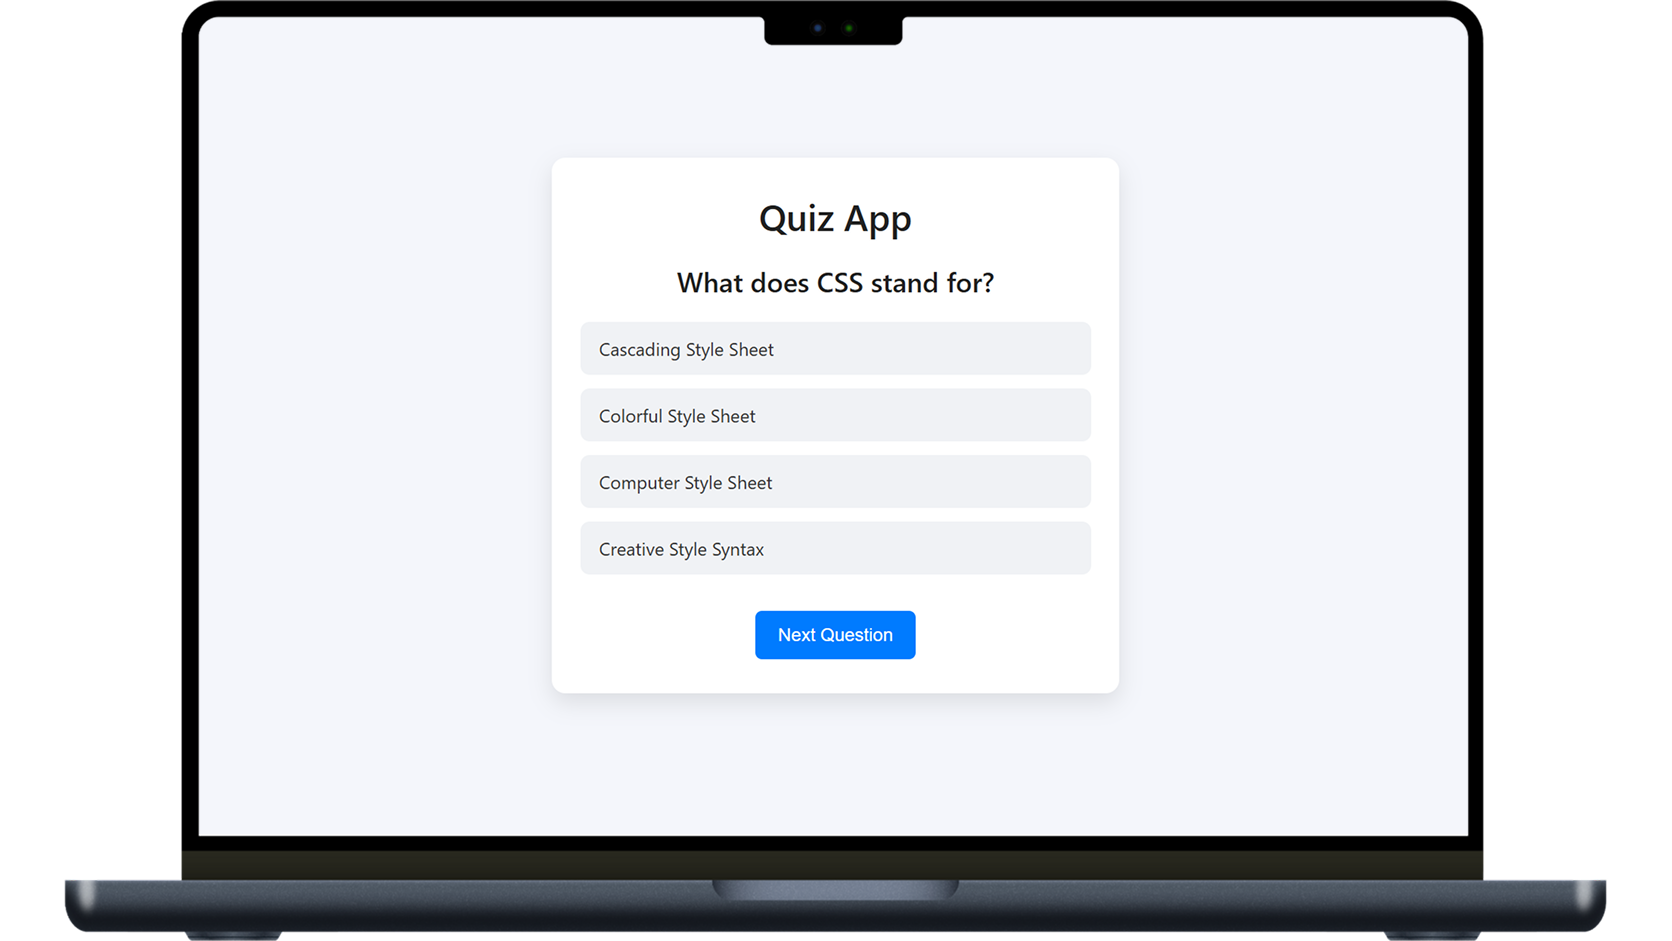 Quiz App
What does CSS stand for?
Cascading Style Sheet
Colorful Style Sheet
Computer Style Sheet
Creative Style Syntax
Next Question